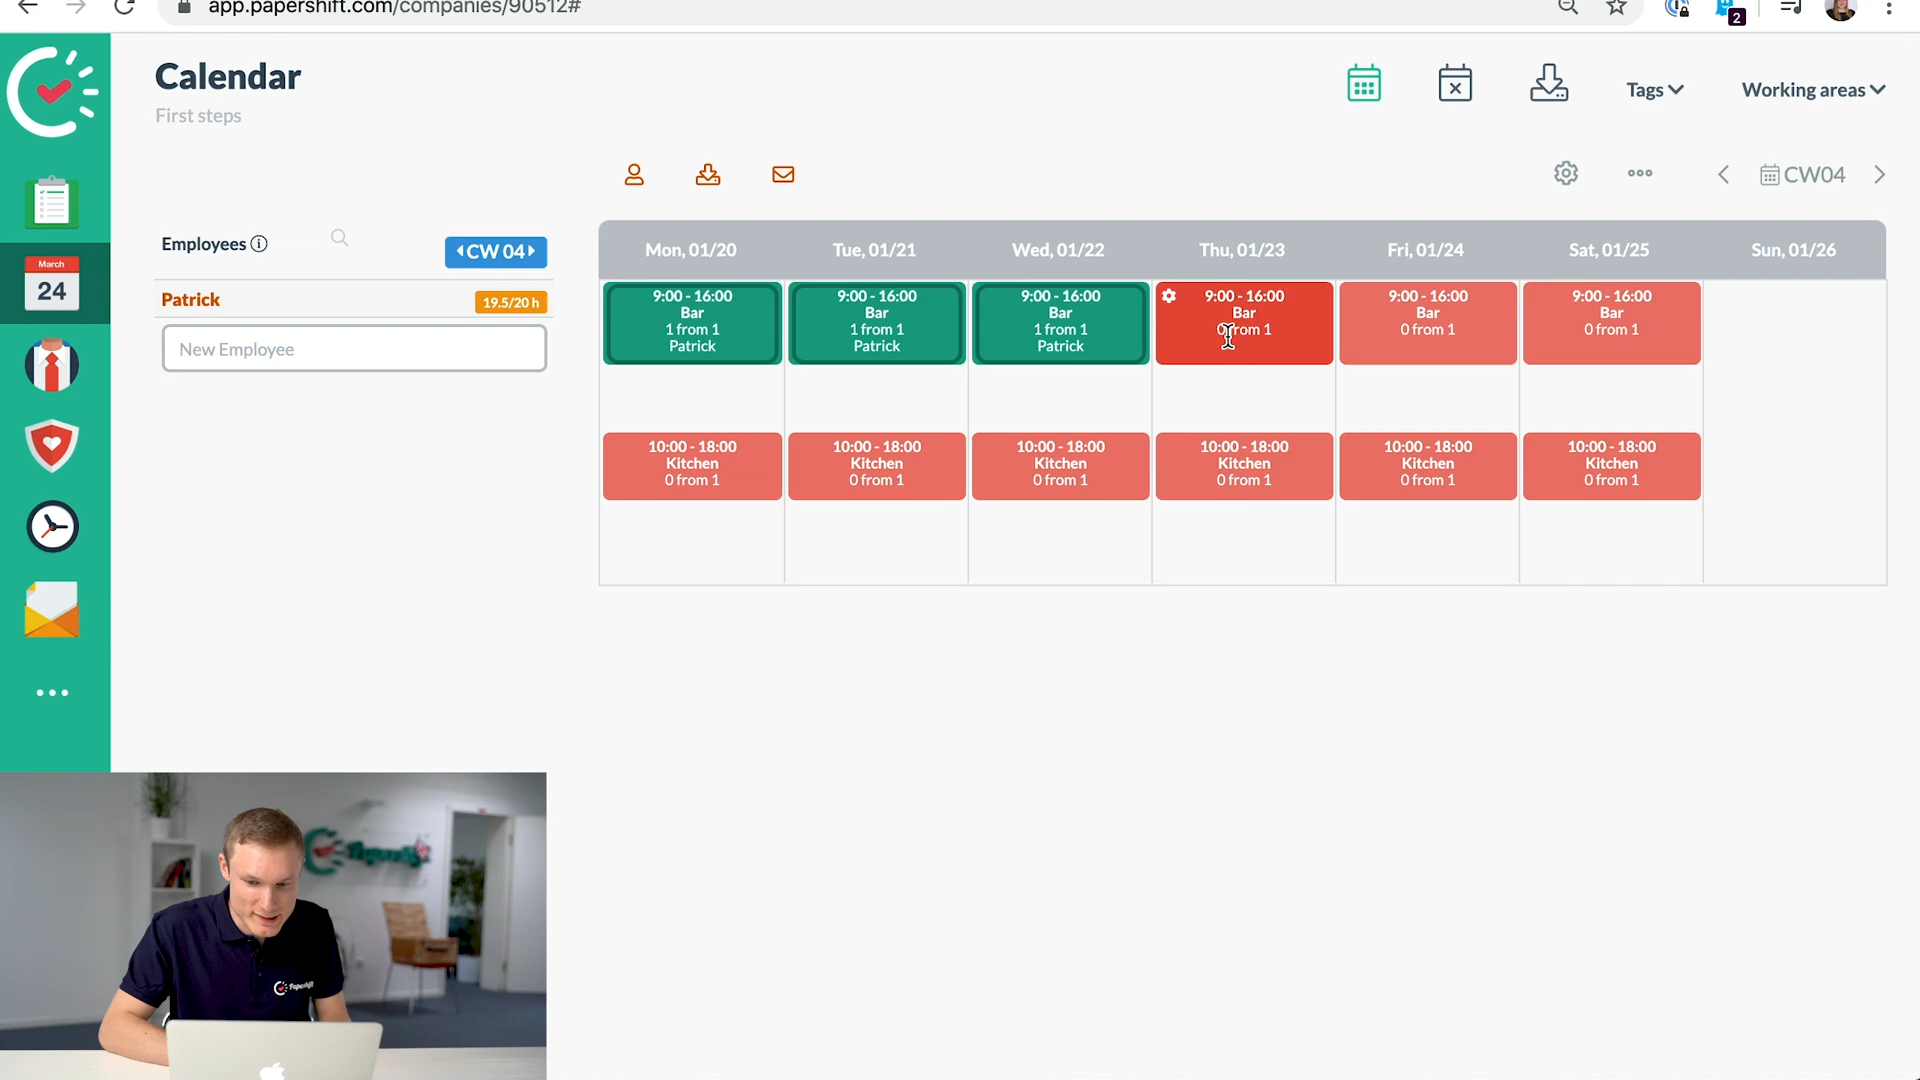 app.papershift.com/companies/90512#
2
Calendar
First steps
Tags
Working areas
CW04
March
24
Employees
CW 04
Patrick
19.5/20 h
New Employee
Mon, 01/20
Tue, 01/21
Wed, 01/22
Thu, 01/23
Fri, 01/24
Sat, 01/25
Sun, 01/26
9:00 - 16:00
Bar
1 from 1
Patrick
9:00 - 16:00
Bar
1 from 1
Patrick
9:00 - 16:00
Bar
1 from 1
Patrick
9:00 - 16:00
Bar
0 from 1
9:00 - 16:00
Bar
0 from 1
9:00 - 16:00
Bar
0 from 1
10:00 - 18:00
Kitchen
0 from 1
10:00 - 18:00
Kitchen
0 from 1
10:00 - 18:00
Kitchen
0 from 1
10:00 - 18:00
Kitchen
0 from 1
10:00 - 18:00
Kitchen
0 from 1
10:00 - 18:00
Kitchen
0 from 1
Papershift
Papershift